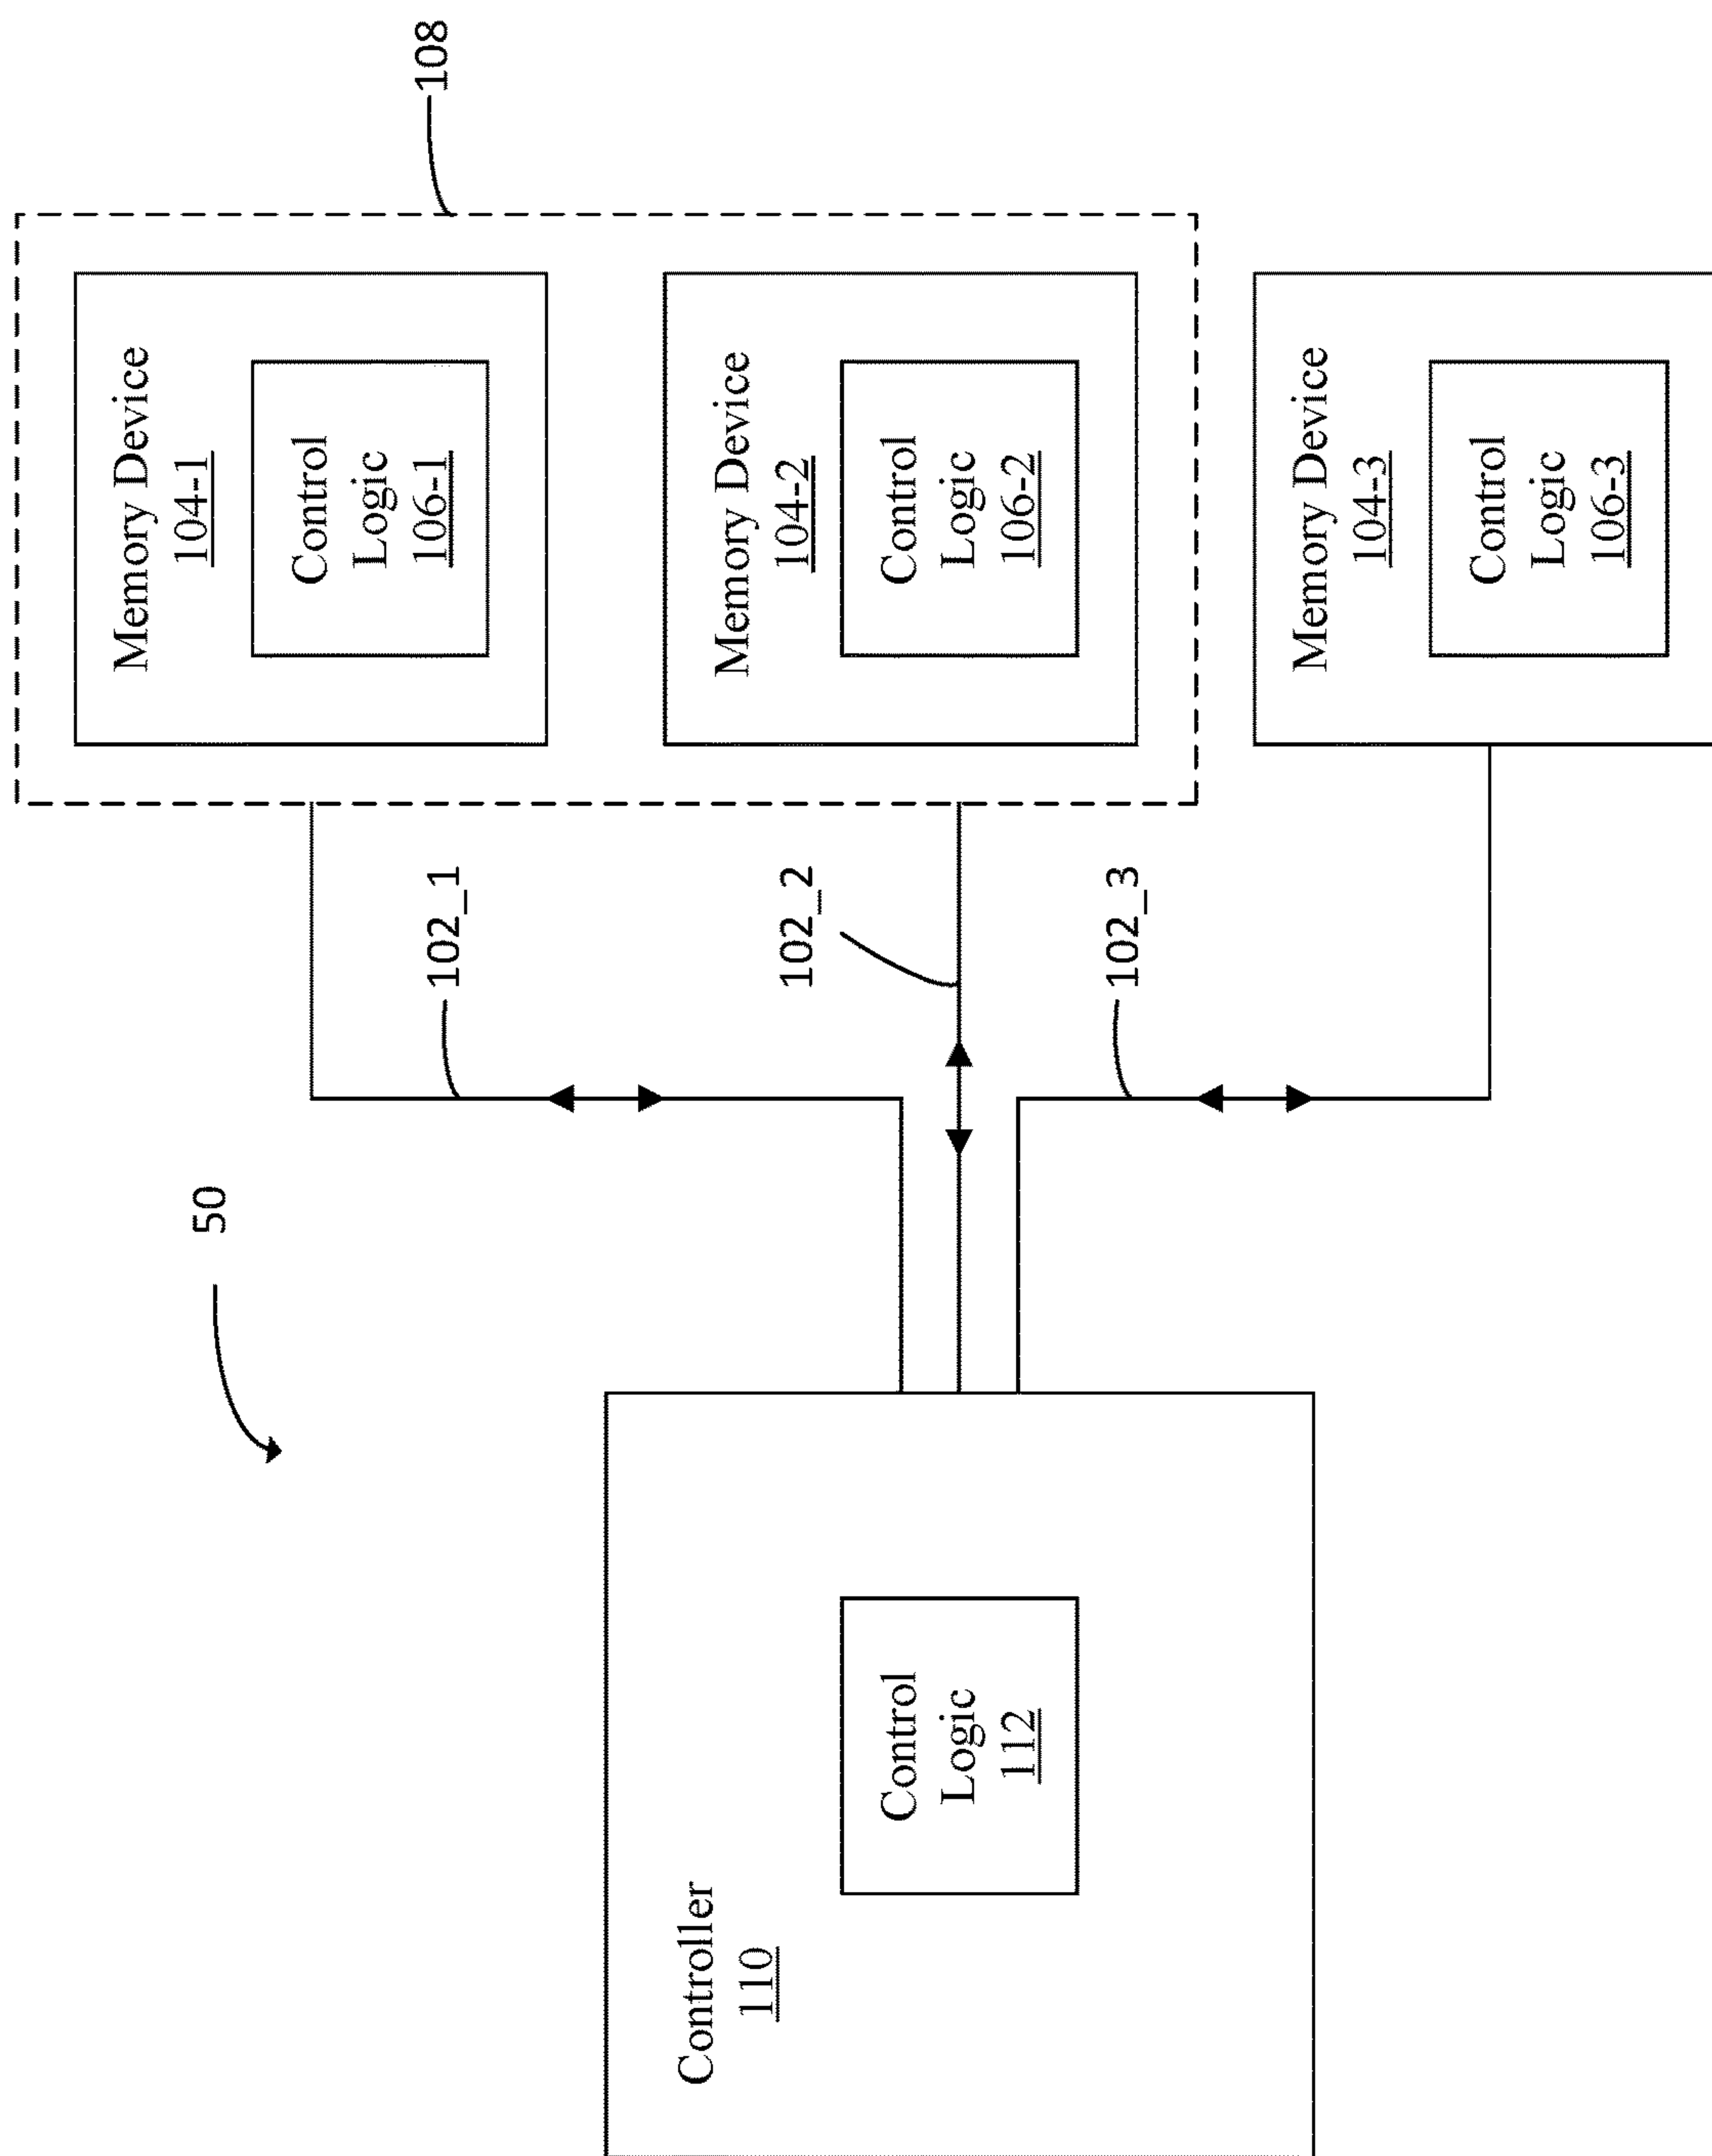 50
108
Memory Device
104-1
Control
Logic
106-1
102_1
Memory Device
104-2
Control
Logic
106-2
102_2
Controller
110
Control
Logic
112
102_3
Memory Device
104-3
Control
Logic
106-3